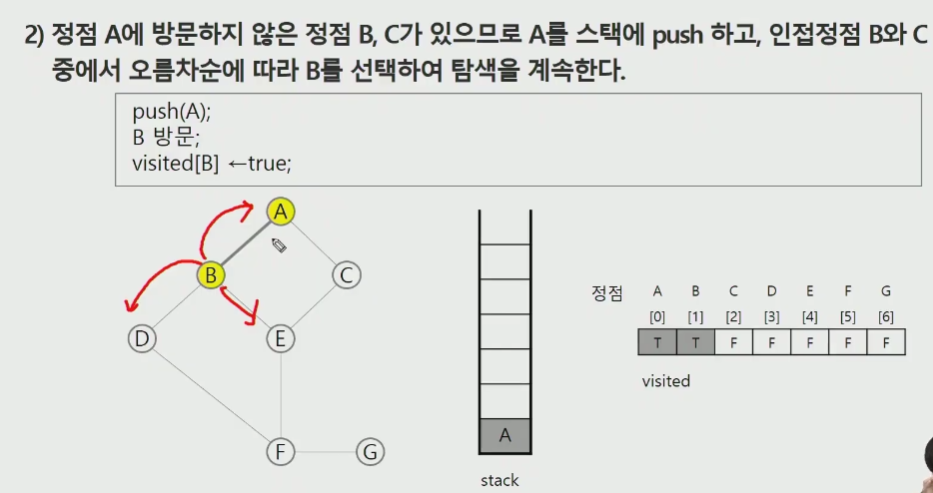 2) 정점 A에 방문하지 않은 정점 B, C가 있으므로 A를 스택에 push 하고, 인접정점 B와 C
중에서 오름차순에 따라 B를 선택하여 탐색을 계속한다.
push(A);
B 방문;
visited[B] ←true;
A
B
C
D
E
F
G
A
stack
정점 A B C D E F G
[0] [1] [2] [3] [4] [5] [6]
T T F F F F F
visited